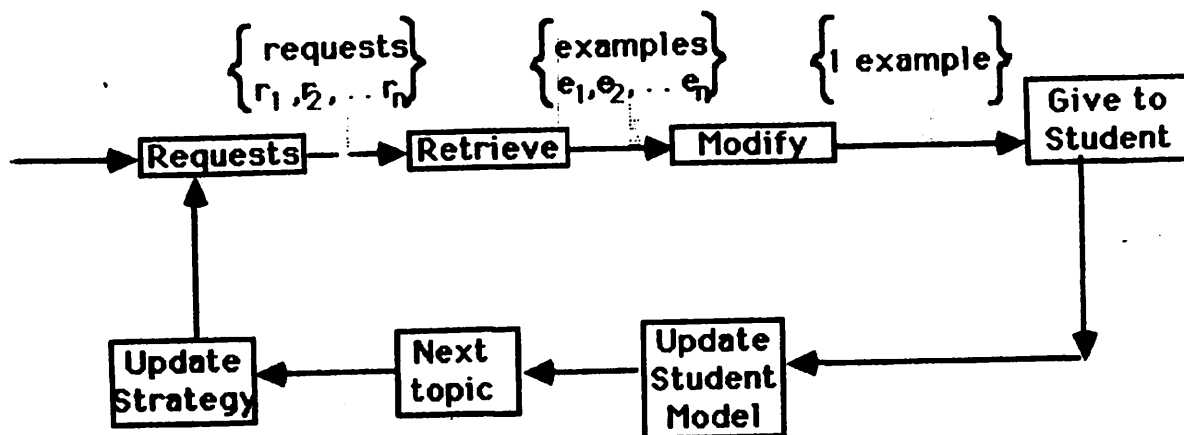 { requests
r1 ,r2, . . . rn }
{ examples
e1,e2, . . . en }
{ 1 example }
Give to
Student
Requests
Retrieve
Modify
Update
Strategy
Next
topic
Update
Student
Model